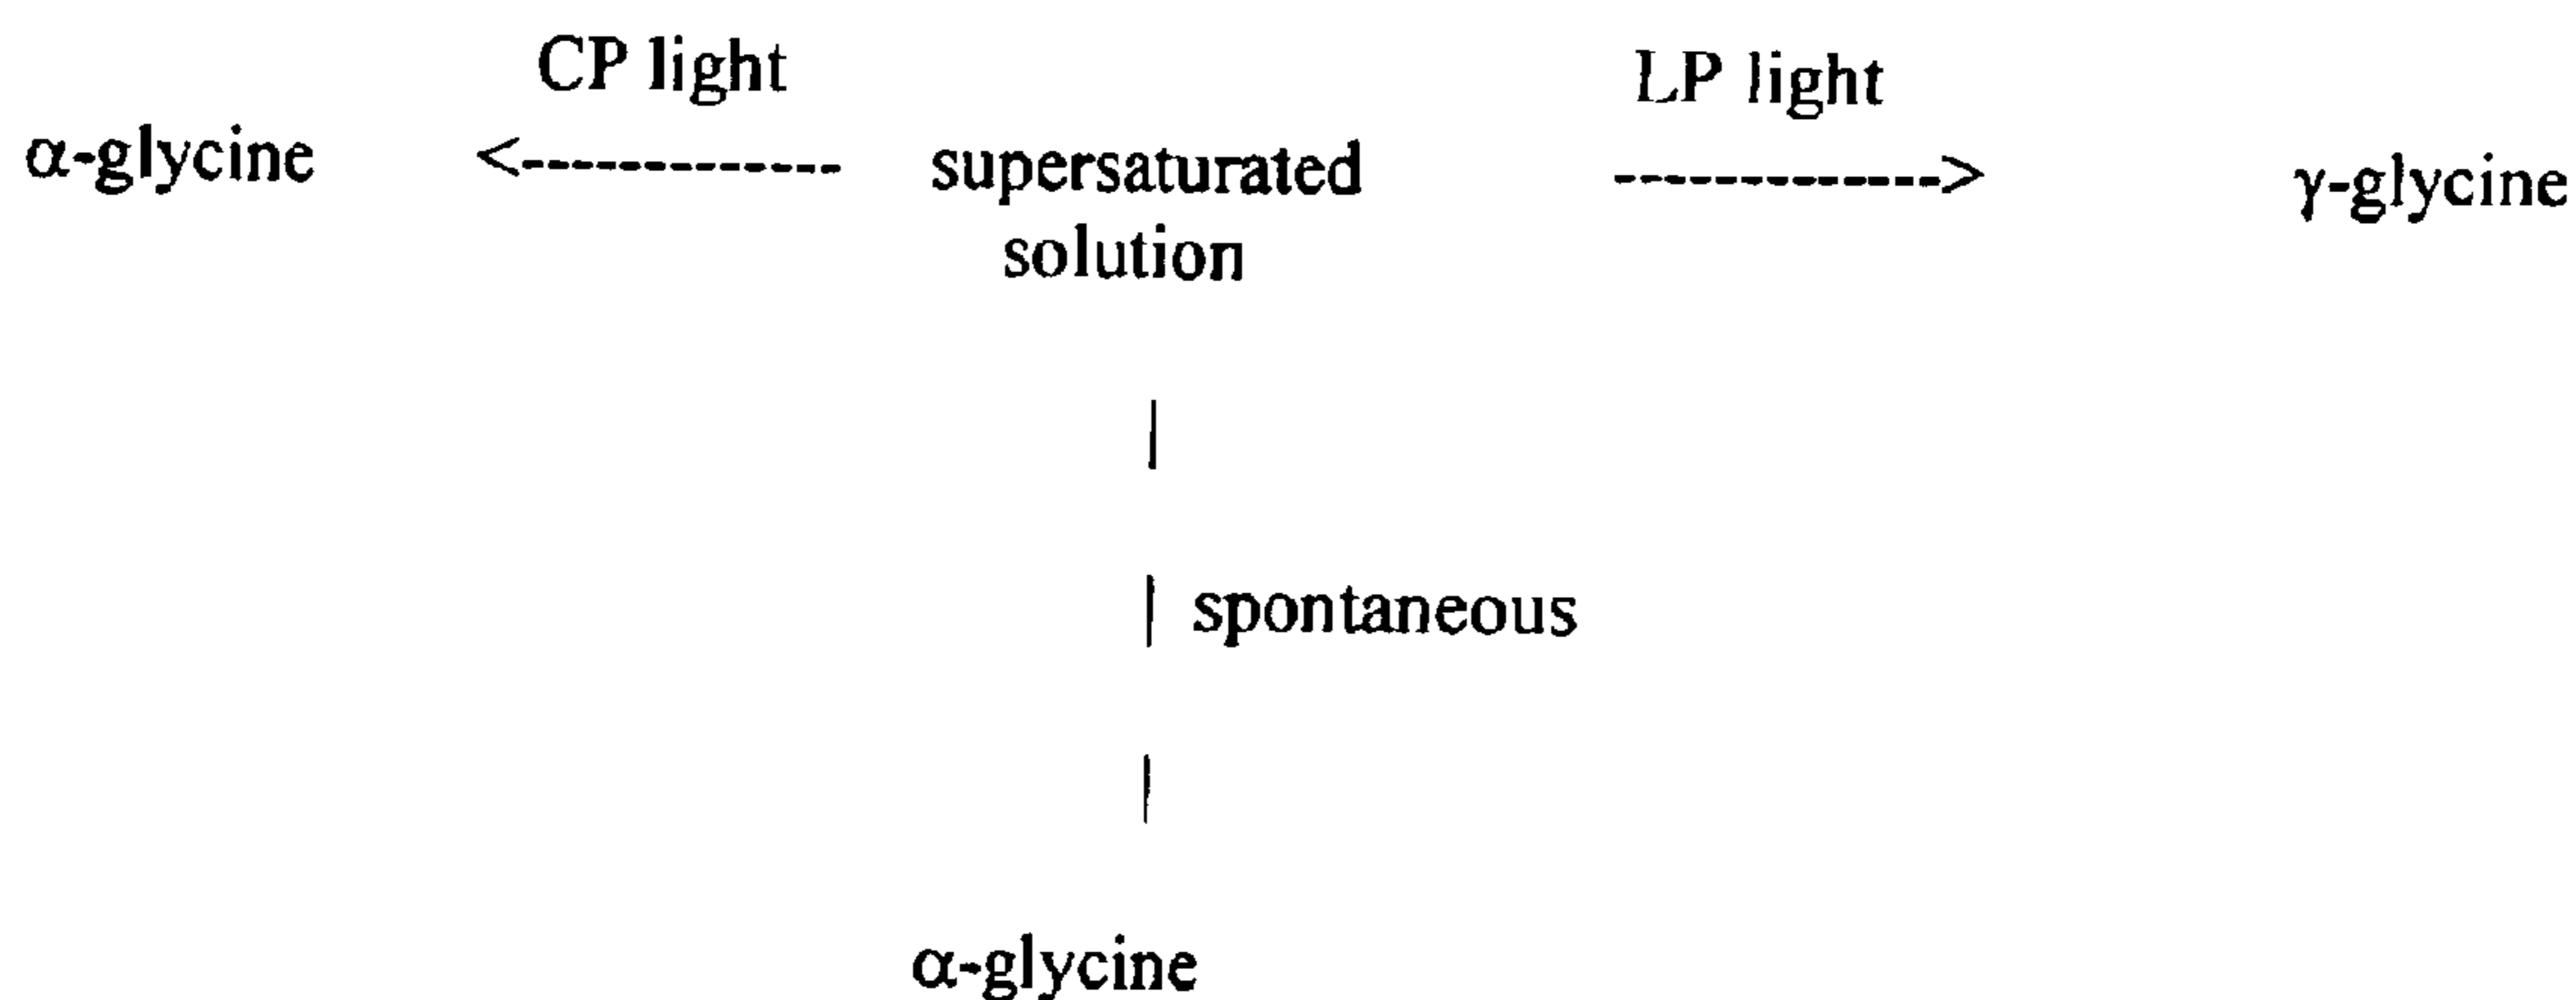 CP light
LP light
α-glycine <------------- supersaturated -------------> γ-glycine
solution
|
| spontaneous
|
α-glycine